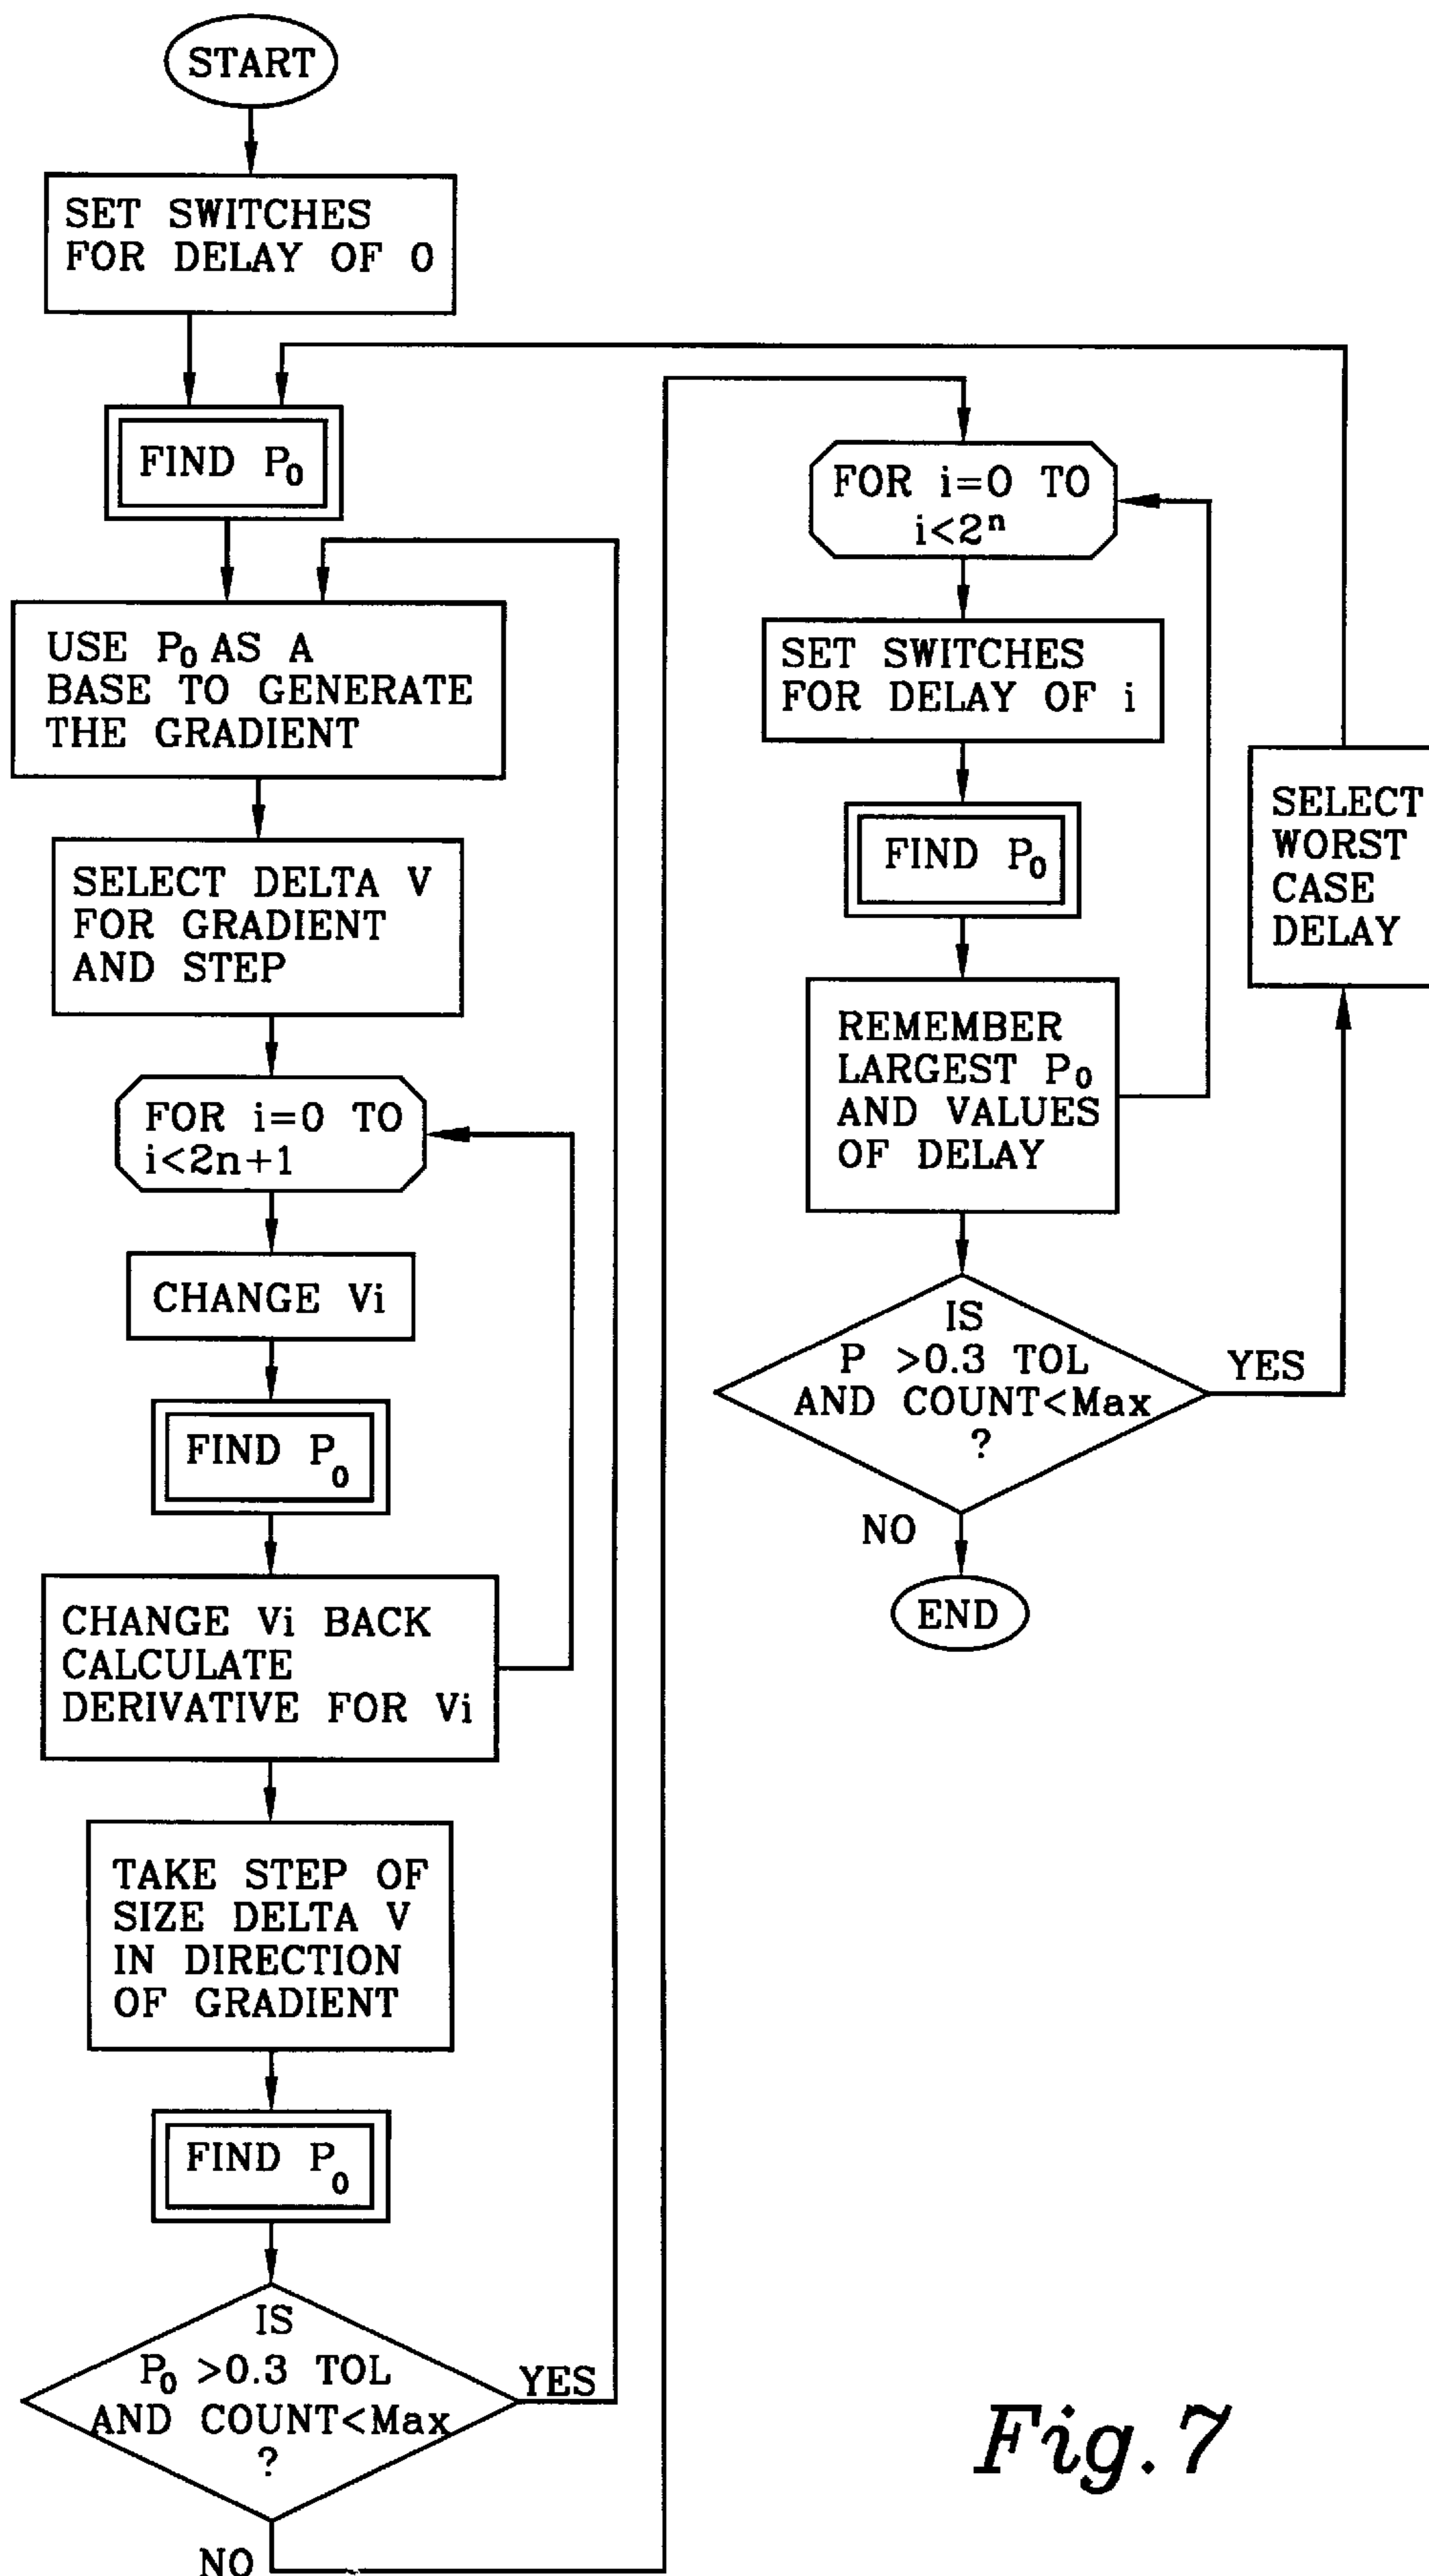 START
SET SWITCHES
FOR DELAY OF 0
FIND P₀
USE P₀ AS A
BASE TO GENERATE
THE GRADIENT
SELECT DELTA V
FOR GRADIENT
AND STEP
FOR i=0 TO
i<2n+1
CHANGE Vi
FIND P₀
CHANGE Vi BACK
CALCULATE
DERIVATIVE FOR Vi
TAKE STEP OF
SIZE DELTA V
IN DIRECTION
OF GRADIENT
FIND P₀
IS
P₀ >0.3 TOL
AND COUNT<Max
?
YES
NO
FOR i=0 TO
i<2ⁿ
SET SWITCHES
FOR DELAY OF i
FIND P₀
REMEMBER
LARGEST P₀
AND VALUES
OF DELAY
IS
P >0.3 TOL
AND COUNT<Max
?
YES
NO
END
SELECT
WORST
CASE
DELAY
Fig. 7